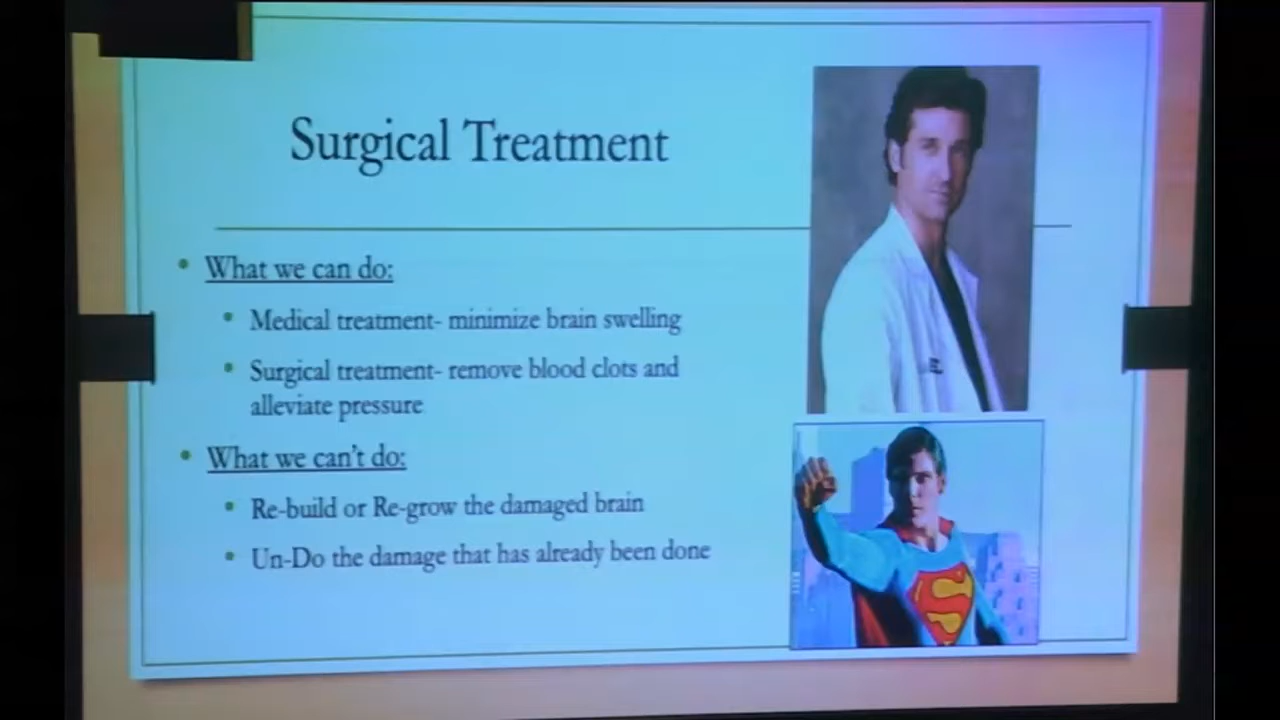 Surgical Treatment
What we can do:
Medical treatment- minimize brain swelling
Surgical treatment- remove blood clots and
alleviate pressure
What we can't do:
Re-build or Re-grow the damaged brain
Un-Do the damage that has already been done